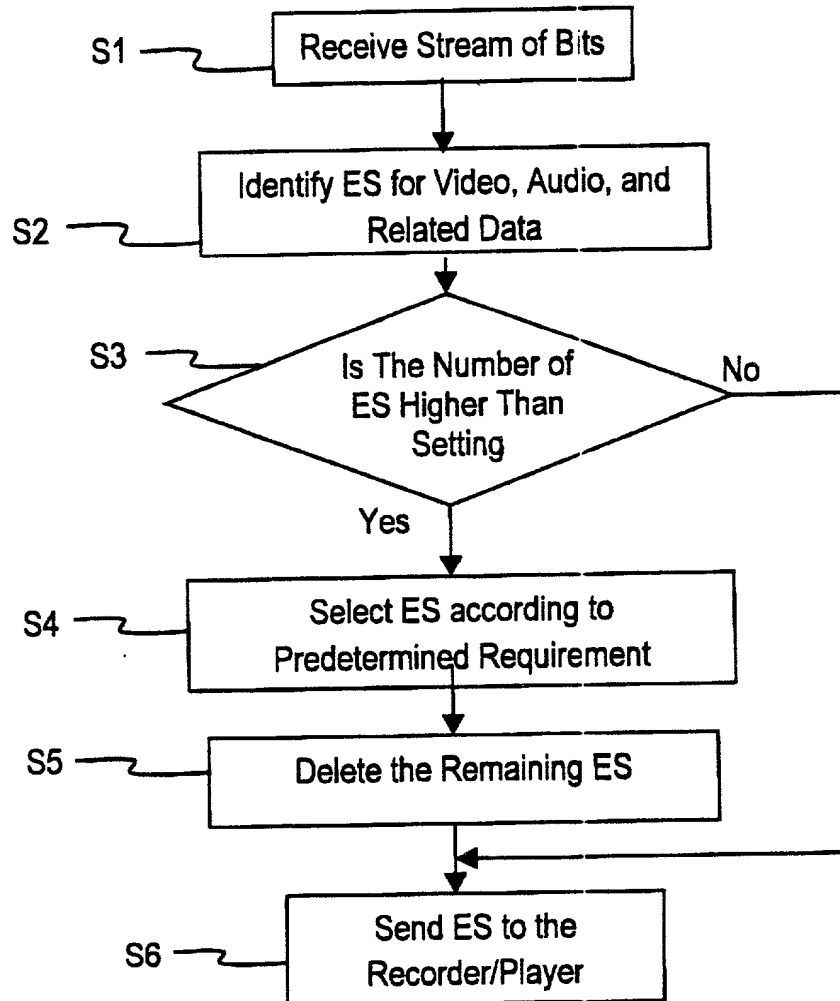 S1
Receive Stream of Bits
S2
Identify ES for Video, Audio, and
Related Data
S3
Is The Number of
ES Higher Than
Setting
No
Yes
S4
Select ES according to
Predetermined Requirement
S5
Delete the Remaining ES
S6
Send ES to the
Recorder/Player